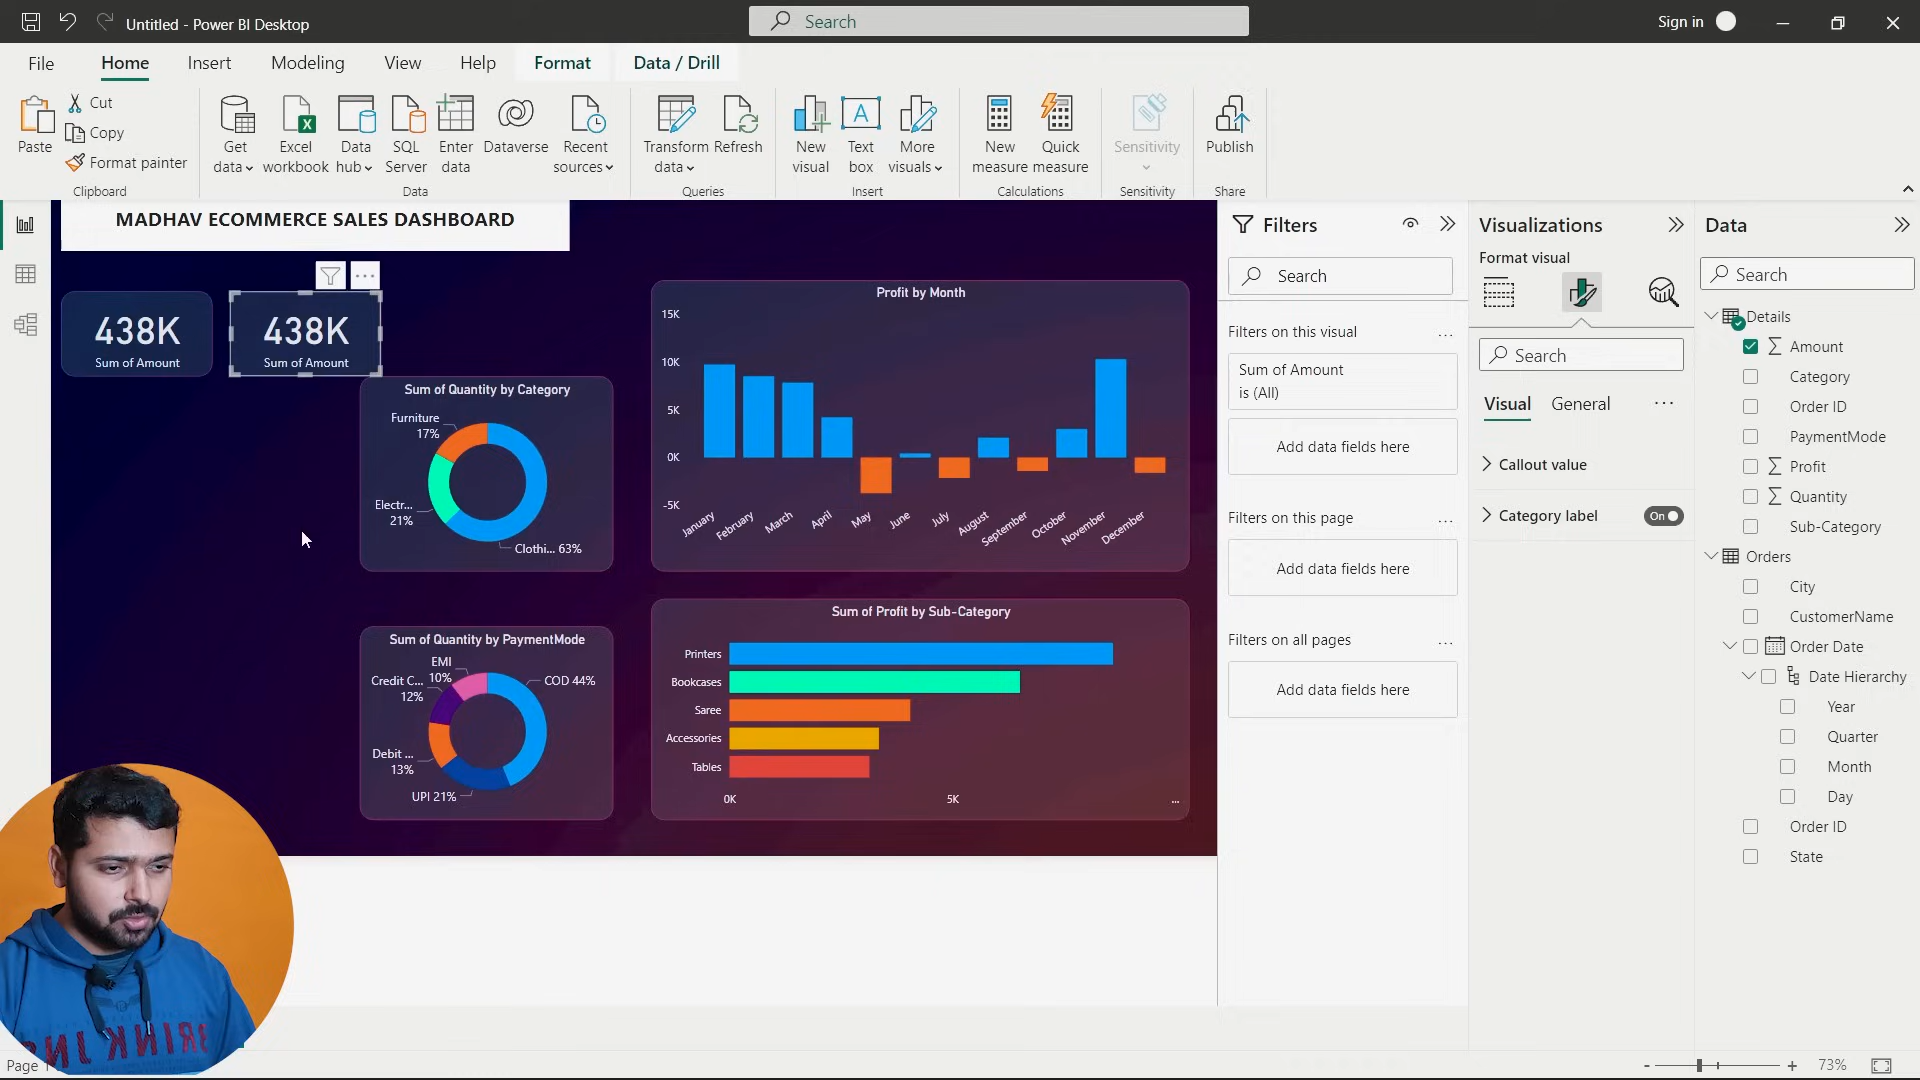 Untitled - Power BI Desktop
Search
Sign in
File
Home
Insert
Modeling
View
Help
Format
Data / Drill
Paste
Cut
Copy
Format painter
Clipboard
Get data
Excel workbook
Data hub
SQL Server
Enter data
Dataverse
Recent sources
Data
Transform data
Refresh
Queries
New visual
Text box
More visuals
Insert
New measure
Quick measure
Calculations
Sensitivity
Sensitivity
Publish
Share
MADHAV ECOMMERCE SALES DASHBOARD
438K
Sum of Amount
438K
Sum of Amount
Sum of Quantity by Category
Furniture
17%
Electr...
21%
Clothi... 63%
Profit by Month
15K
10K
5K
0K
-5K
January
February
March
April
May
June
July
August
September
October
November
December
Sum of Quantity by PaymentMode
EMI
10%
Credit C...
12%
COD 44%
Debit ...
13%
UPI 21%
Sum of Profit by Sub-Category
Printers
Bookcases
Saree
Accessories
Tables
0K
5K
...
Filters
Search
Filters on this visual
...
Sum of Amount
is (All)
Add data fields here
Filters on this page
...
Add data fields here
Filters on all pages
...
Add data fields here
Visualizations
Format visual
Search
Visual
General
...
Callout value
Category label
On
Data
Search
Details
Amount
Category
Order ID
PaymentMode
Profit
Quantity
Sub-Category
Orders
City
CustomerName
Order Date
Date Hierarchy
Year
Quarter
Month
Day
Order ID
State
Page 1
73%